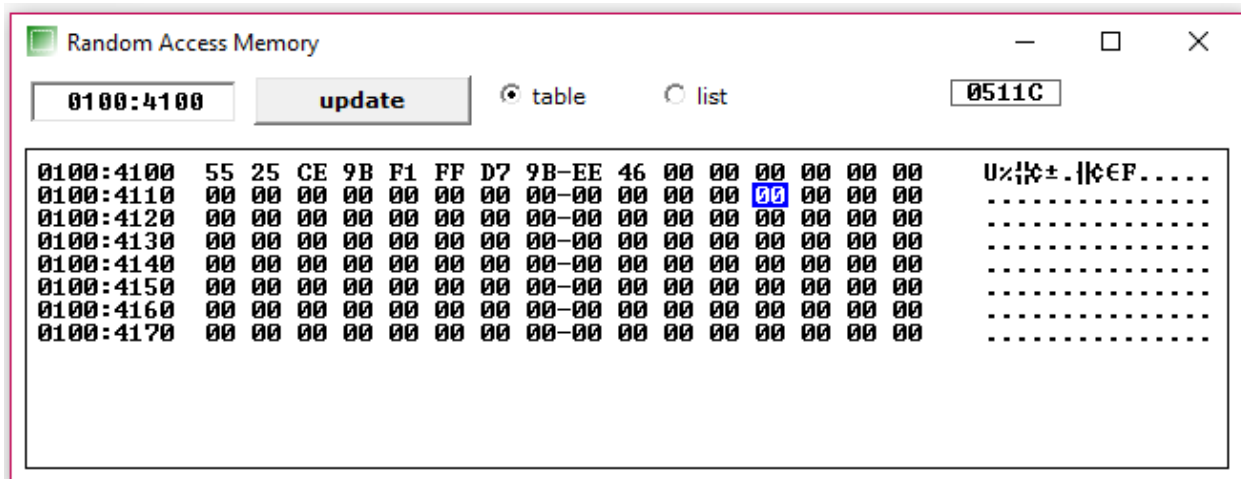 Random Access Memory
0100:4100 update table list 0511C
0100:4100 55 25 CE 9B F1 FF D7 9B-EE 46 00 00 00 00 00 00 U%╬¢±.╫¢∈F.....
0100:4110 00 00 00 00 00 00 00 00-00 00 00 00 00 00 00 00 ...............
0100:4120 00 00 00 00 00 00 00 00-00 00 00 00 00 00 00 00 ...............
0100:4130 00 00 00 00 00 00 00 00-00 00 00 00 00 00 00 00 ...............
0100:4140 00 00 00 00 00 00 00 00-00 00 00 00 00 00 00 00 ...............
0100:4150 00 00 00 00 00 00 00 00-00 00 00 00 00 00 00 00 ...............
0100:4160 00 00 00 00 00 00 00 00-00 00 00 00 00 00 00 00 ...............
0100:4170 00 00 00 00 00 00 00 00-00 00 00 00 00 00 00 00 ...............